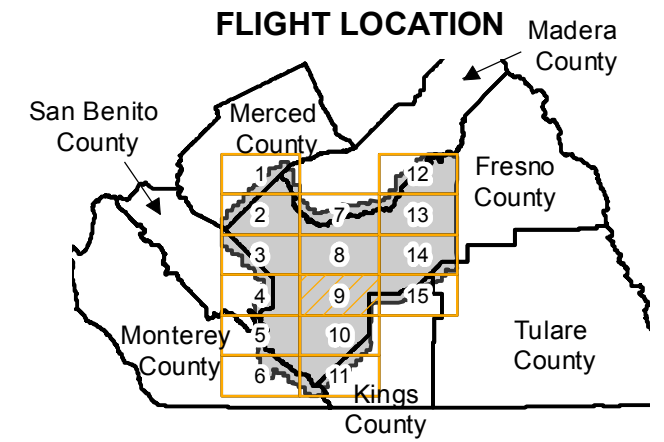 FLIGHT LOCATION
Madera
County
San Benito
County
Merced
County
Fresno
County
1
12
2
7
13
3
8
14
4
9
15
5
10
6
11
Monterey
County
Tulare
County
Kings
County